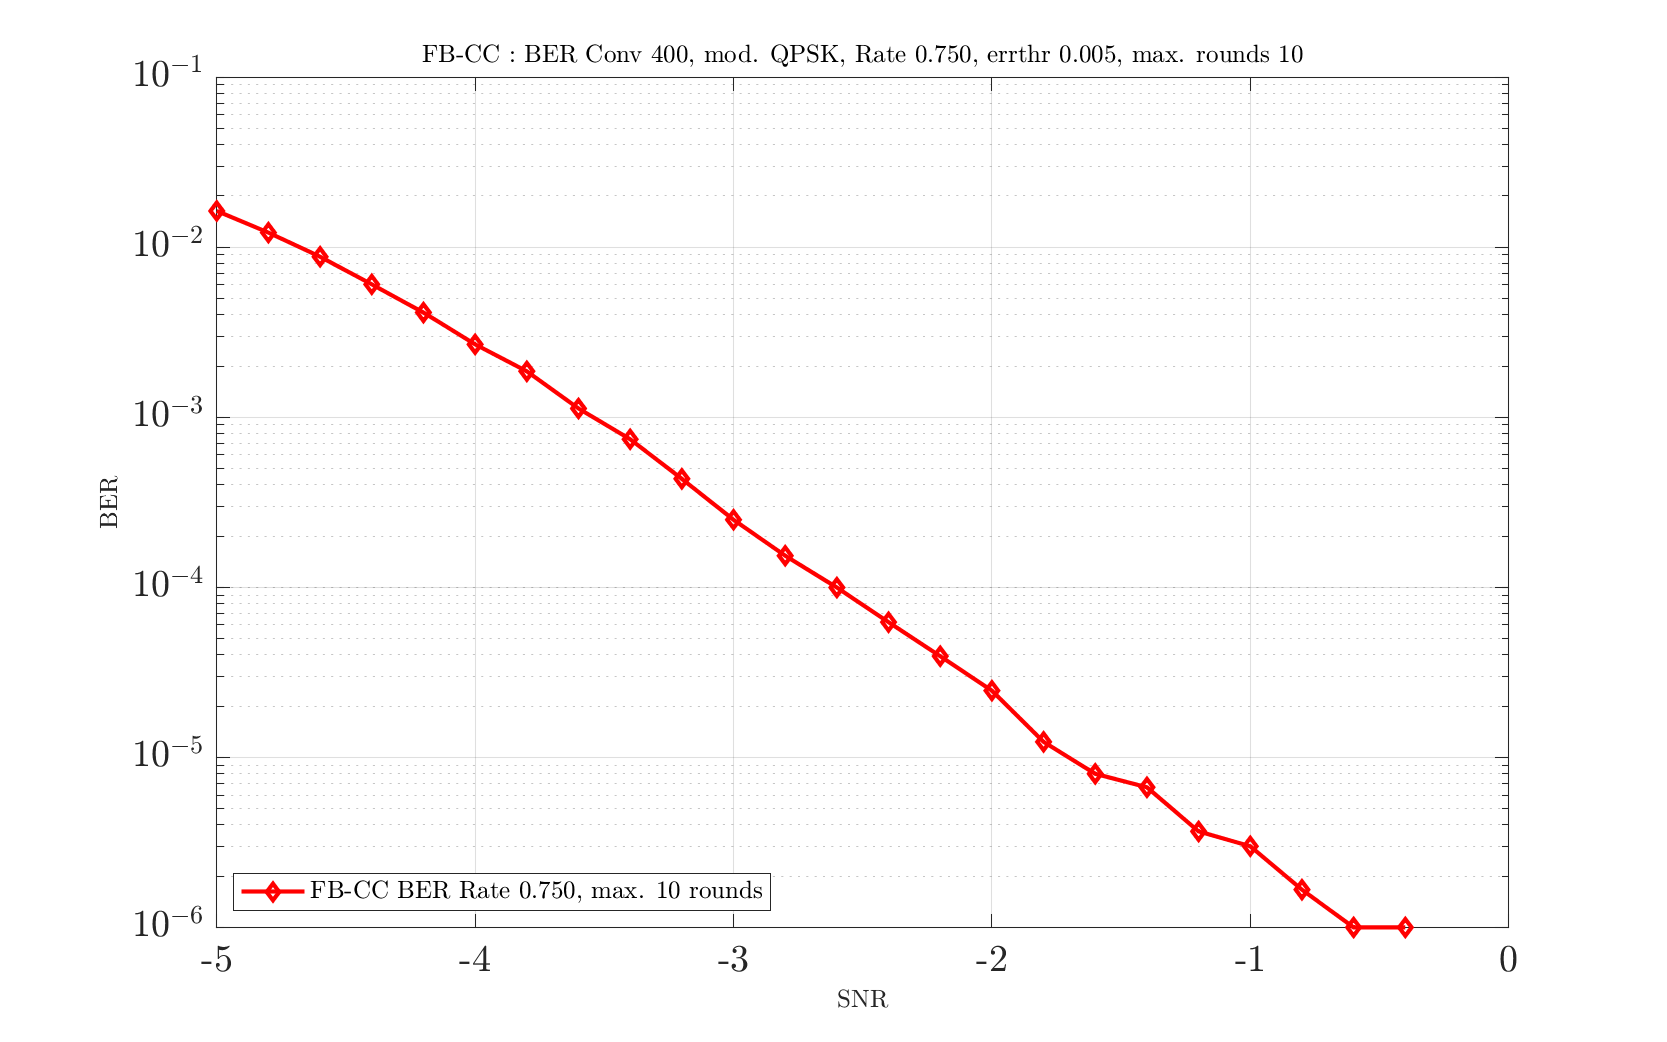 FB-CC : BER Conv 400, mod. QPSK, Rate 0.750, errthr 0.005, max. rounds 10
10⁻¹
10⁻²
10⁻³
10⁻⁴
10⁻⁵
10⁻⁶
BER
FB-CC BER Rate 0.750, max. 10 rounds
-5 -4 -3 -2 -1 0
SNR